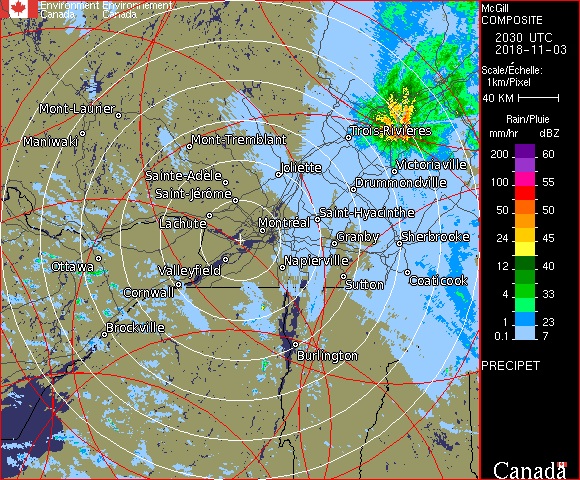 Environment Environnement
Canada Canada
McGill
COMPOSITE
2030 UTC
2018-11-03
Scale/Échelle:
1km/Pixel
40 KM
Rain/Pluie
mm/hr dBZ
200 60
100 55
50 50
24 45
12 40
4 33
1 23
0.1 7
PRECIPET
Canada
Mont-Laurier
Maniwaki
Mont-Tremblant
Trois-Rivières
Sainte-Adèle
Joliette
Victoriaville
Saint-Jérôme
Drummondville
Lachute
Montréal
Saint-Hyacinthe
Granby
Sherbrooke
Ottawa
Valleyfield
Napierville
Cornwall
Sutton
Coaticook
Brockville
Burlington